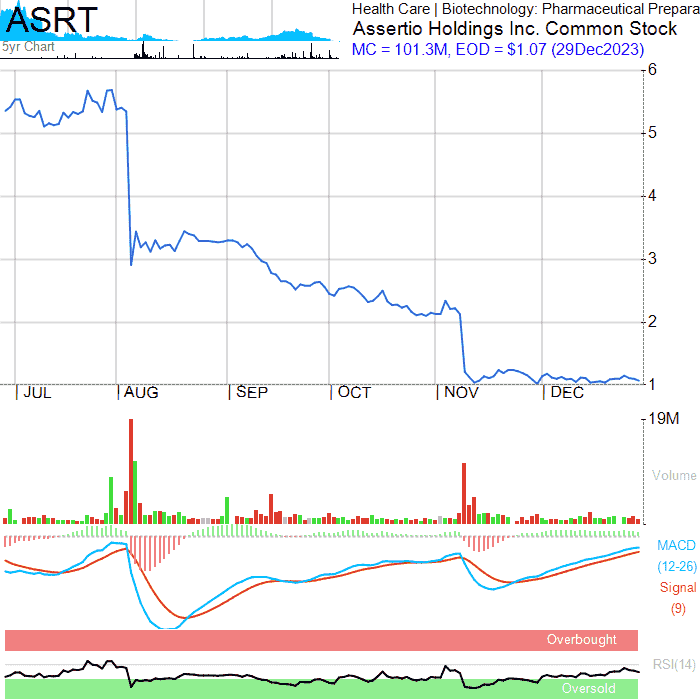 ASRT
5yr Chart
Health Care | Biotechnology: Pharmaceutical Prepara
Assertio Holdings Inc. Common Stock
MC = 101.3M, EOD = $1.07 (29Dec2023)
6
5
4
3
2
1
JUL AUG SEP OCT NOV DEC
19M
Volume
MACD
(12-26)
Signal
(9)
Overbought
RSI(14)
Oversold